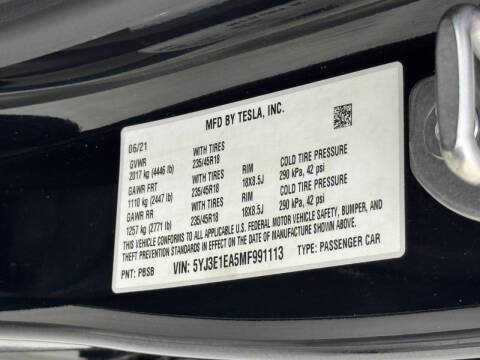 MFD BY TESLA, INC.
06/21
GVWR WITH TIRES
2017 kg (4446 lb) 235/45R18 RIM COLD TIRE PRESSURE
GAWR FRT WITH TIRES 18X8.5J 290 kPa, 42 psi
1110 kg (2447 lb) 235/45R18 RIM COLD TIRE PRESSURE
GAWR RR WITH TIRES 18X8.5J 290 kPa, 42 psi
1257 kg (2771 lb) 235/45R18
THIS VEHICLE CONFORMS TO ALL APPLICABLE U.S. FEDERAL MOTOR VEHICLE SAFETY, BUMPER, AND
THEFT PREVENTION STANDARDS IN EFFECT ON THE DATE OF MANUFACTURE SHOWN ABOVE.
PNT: PBSB VIN: 5YJ3E1EA5MF991113 TYPE: PASSENGER CAR